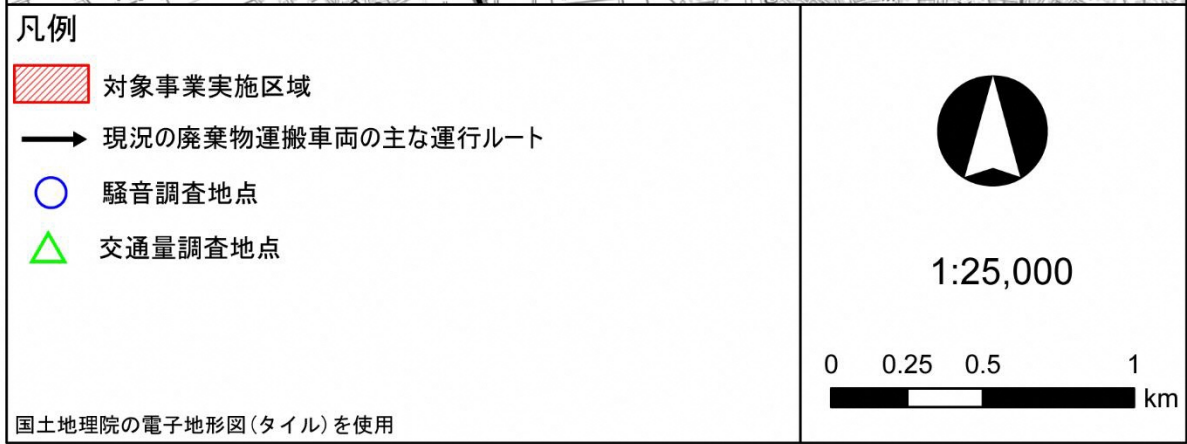 凡例
対象事業実施区域
現況の廃棄物運搬車両の主な運行ルート
騒音調査地点
交通量調査地点
国土地理院の電子地形図(タイル)を使用
1:25,000
0 0.25 0.5 1
km